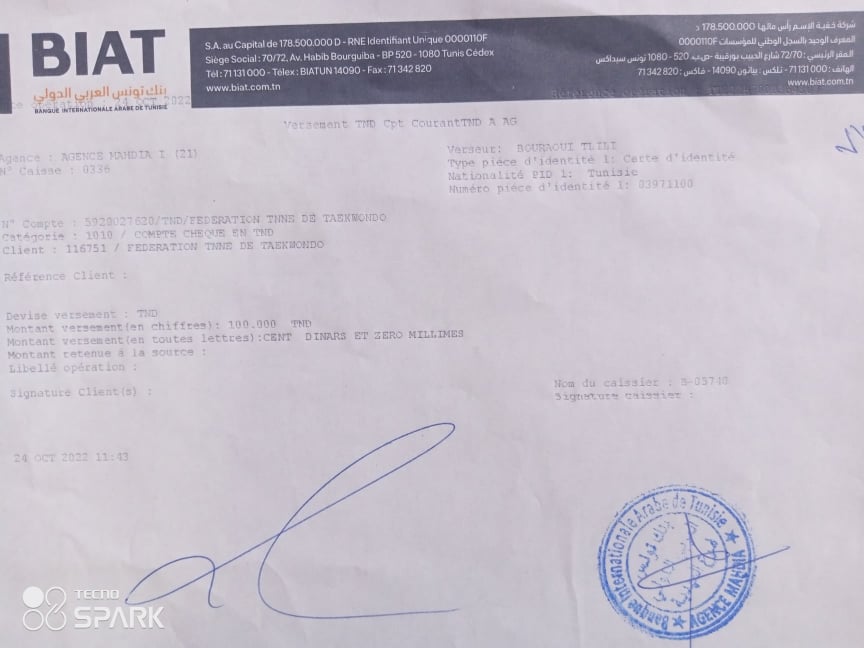 BIAT
بنك تونس العربي الدولي
BANQUE INTERNATIONALE ARABE DE TUNISIE
S.A. au Capital de 178.500.000 D - RNE Identifiant Unique 0000110F
Siège Social : 70/72, Av. Habib Bourguiba - BP 520 - 1080 Tunis Cédex
Tél : 71 131 000 - Télex : BIATUN 14090 - Fax : 71 342 820
www.biat.com.tn
شركة خفية الاسم رأس مالها 178.500.000 د
المعرف الوحيد بالسجل الوطني للمؤسسات 0000110F
المقر الرئيسي : 70/72 شارع الحبيب بورقيبة - ص.ب. 520 - 1080 تونس سيداكس
الهاتف : 71 131 000 - تلكس : بياتون 14090 - فاكس : 71 342 820
www.biat.com.tn
opération : 24 OCT 2022
Versement TND Cpt CourantTND A AG
Agence : AGENCE MAHDIA I (21)
N° Caisse : 0336
Verseur: BOURAOUI TLILI
Type pièce d'identité 1: Carte d'identité
Nationalité PID 1: Tunisie
Numéro pièce d'identité 1: 03971100
N° Compte : 5920027620/TND/FEDERATION TNNE DE TAEKWONDO
Catégorie : 1010 / COMPTE CHEQUE EN TND
Client : 116751 / FEDERATION TNNE DE TAEKWONDO
Référence Client :
Devise versement : TND
Montant versement(en chiffres): 100.000 TND
Montant versement(en toutes lettres):CENT DINARS ET ZERO MILLIMES
Montant retenue à la source :
Libellé opération :
Signature Client(s) :
Nom du caissier : B-05740
Signature caissier :
24 OCT 2022 11:43
Banque Internationale Arabe de Tunisie
AGENCE MAHDIA
TECNO
SPARK